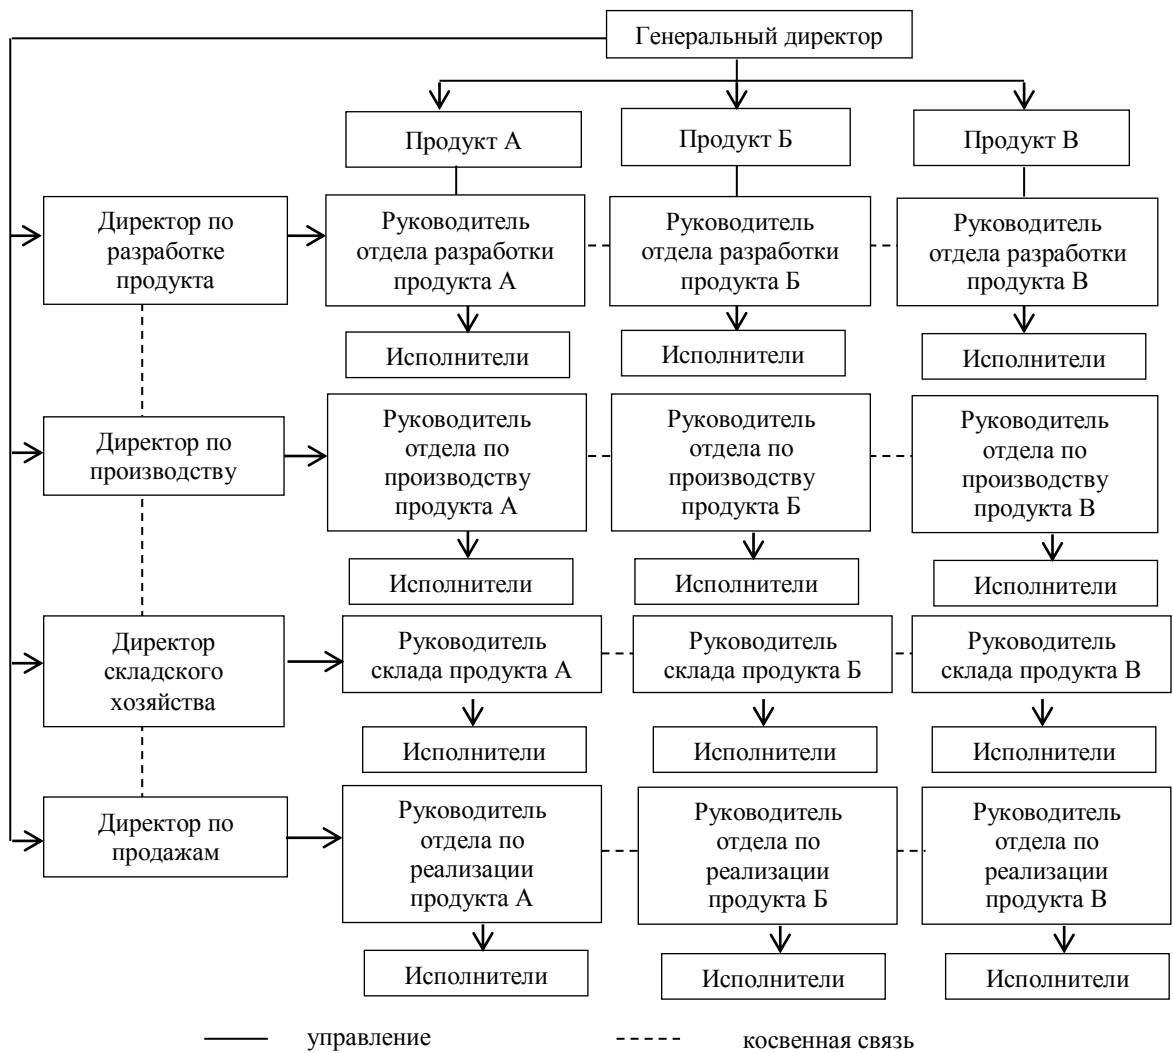 Генеральный директор
Продукт А
Продукт Б
Продукт В
Директор по
разработке
продукта
Руководитель
отдела разработки
продукта А
Руководитель
отдела разработки
продукта Б
Руководитель
отдела разработки
продукта В
Исполнители
Исполнители
Исполнители
Директор по
производству
Руководитель
отдела по
производству
продукта А
Руководитель
отдела по
производству
продукта Б
Руководитель
отдела по
производству
продукта В
Исполнители
Исполнители
Исполнители
Директор
складского
хозяйства
Руководитель
склада продукта А
Руководитель
склада продукта Б
Руководитель
склада продукта В
Исполнители
Исполнители
Исполнители
Директор по
продажам
Руководитель
отдела по
реализации
продукта А
Руководитель
отдела по
реализации
продукта Б
Руководитель
отдела по
реализации
продукта В
Исполнители
Исполнители
Исполнители
управление
косвенная связь